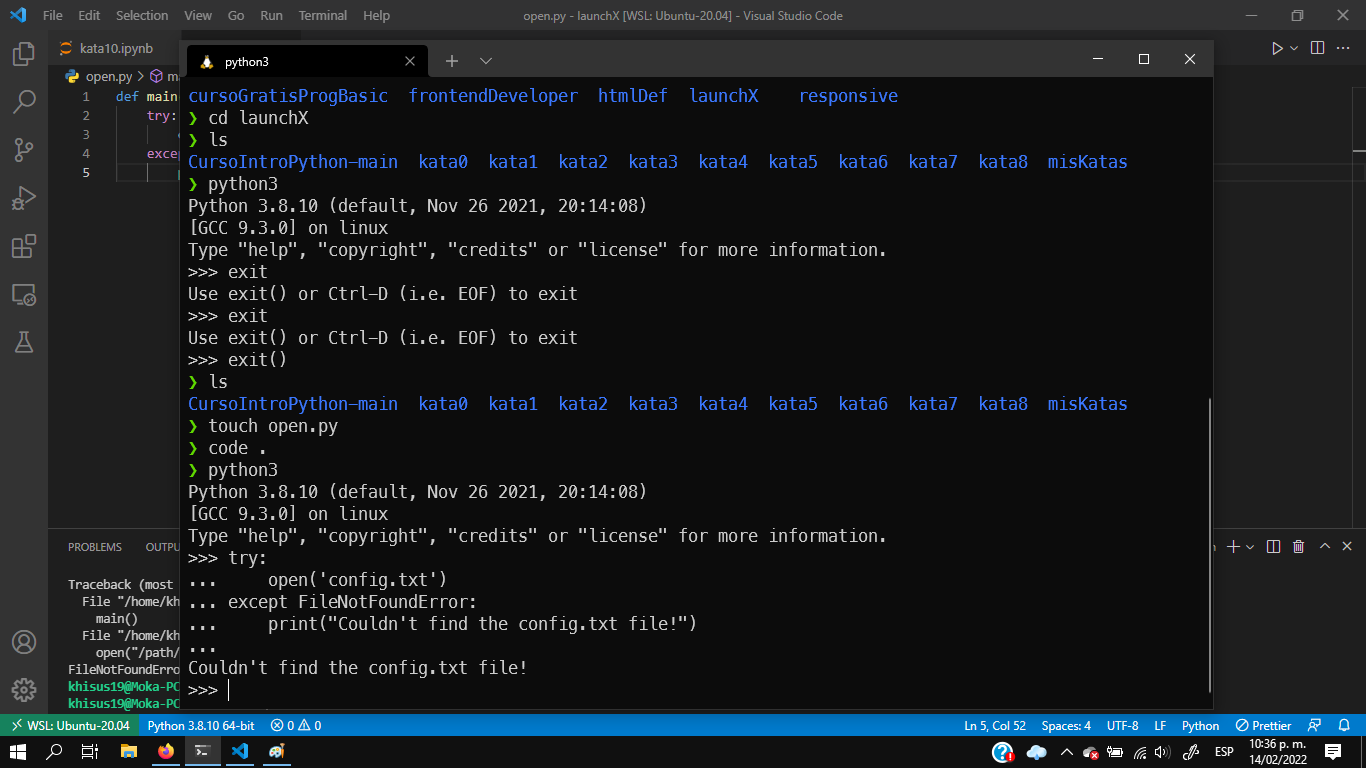 File Edit Selection View Go Run Terminal Help
open.py - launchX [WSL: Ubuntu-20.04] - Visual Studio Code
kata10.ipynb
open.py > 
1 def main
2 try:
3
4 excep
5
python3
cursoGratisProgBasic frontendDeveloper htmlDef launchX responsive
❯ cd launchX
❯ ls
CursoIntroPython-main kata0 kata1 kata2 kata3 kata4 kata5 kata6 kata7 kata8 misKatas
❯ python3
Python 3.8.10 (default, Nov 26 2021, 20:14:08)
[GCC 9.3.0] on linux
Type "help", "copyright", "credits" or "license" for more information.
>>> exit
Use exit() or Ctrl-D (i.e. EOF) to exit
>>> exit
Use exit() or Ctrl-D (i.e. EOF) to exit
>>> exit()
❯ ls
CursoIntroPython-main kata0 kata1 kata2 kata3 kata4 kata5 kata6 kata7 kata8 misKatas
❯ touch open.py
❯ code .
❯ python3
Python 3.8.10 (default, Nov 26 2021, 20:14:08)
[GCC 9.3.0] on linux
Type "help", "copyright", "credits" or "license" for more information.
>>> try:
...     open('config.txt')
... except FileNotFoundError:
...     print("Couldn't find the config.txt file!")
...
Couldn't find the config.txt file!
>>>
PROBLEMS OUTPU
Traceback (most
File "/home/kh
main()
File "/home/kh
open("/path/
FileNotFoundErro
khisus19@Moka-PC
khisus19@Moka-PC
WSL: Ubuntu-20.04 Python 3.8.10 64-bit 0 0 Ln 5, Col 52 Spaces: 4 UTF-8 LF Python Prettier
ESP
10:36 p. m.
14/02/2022